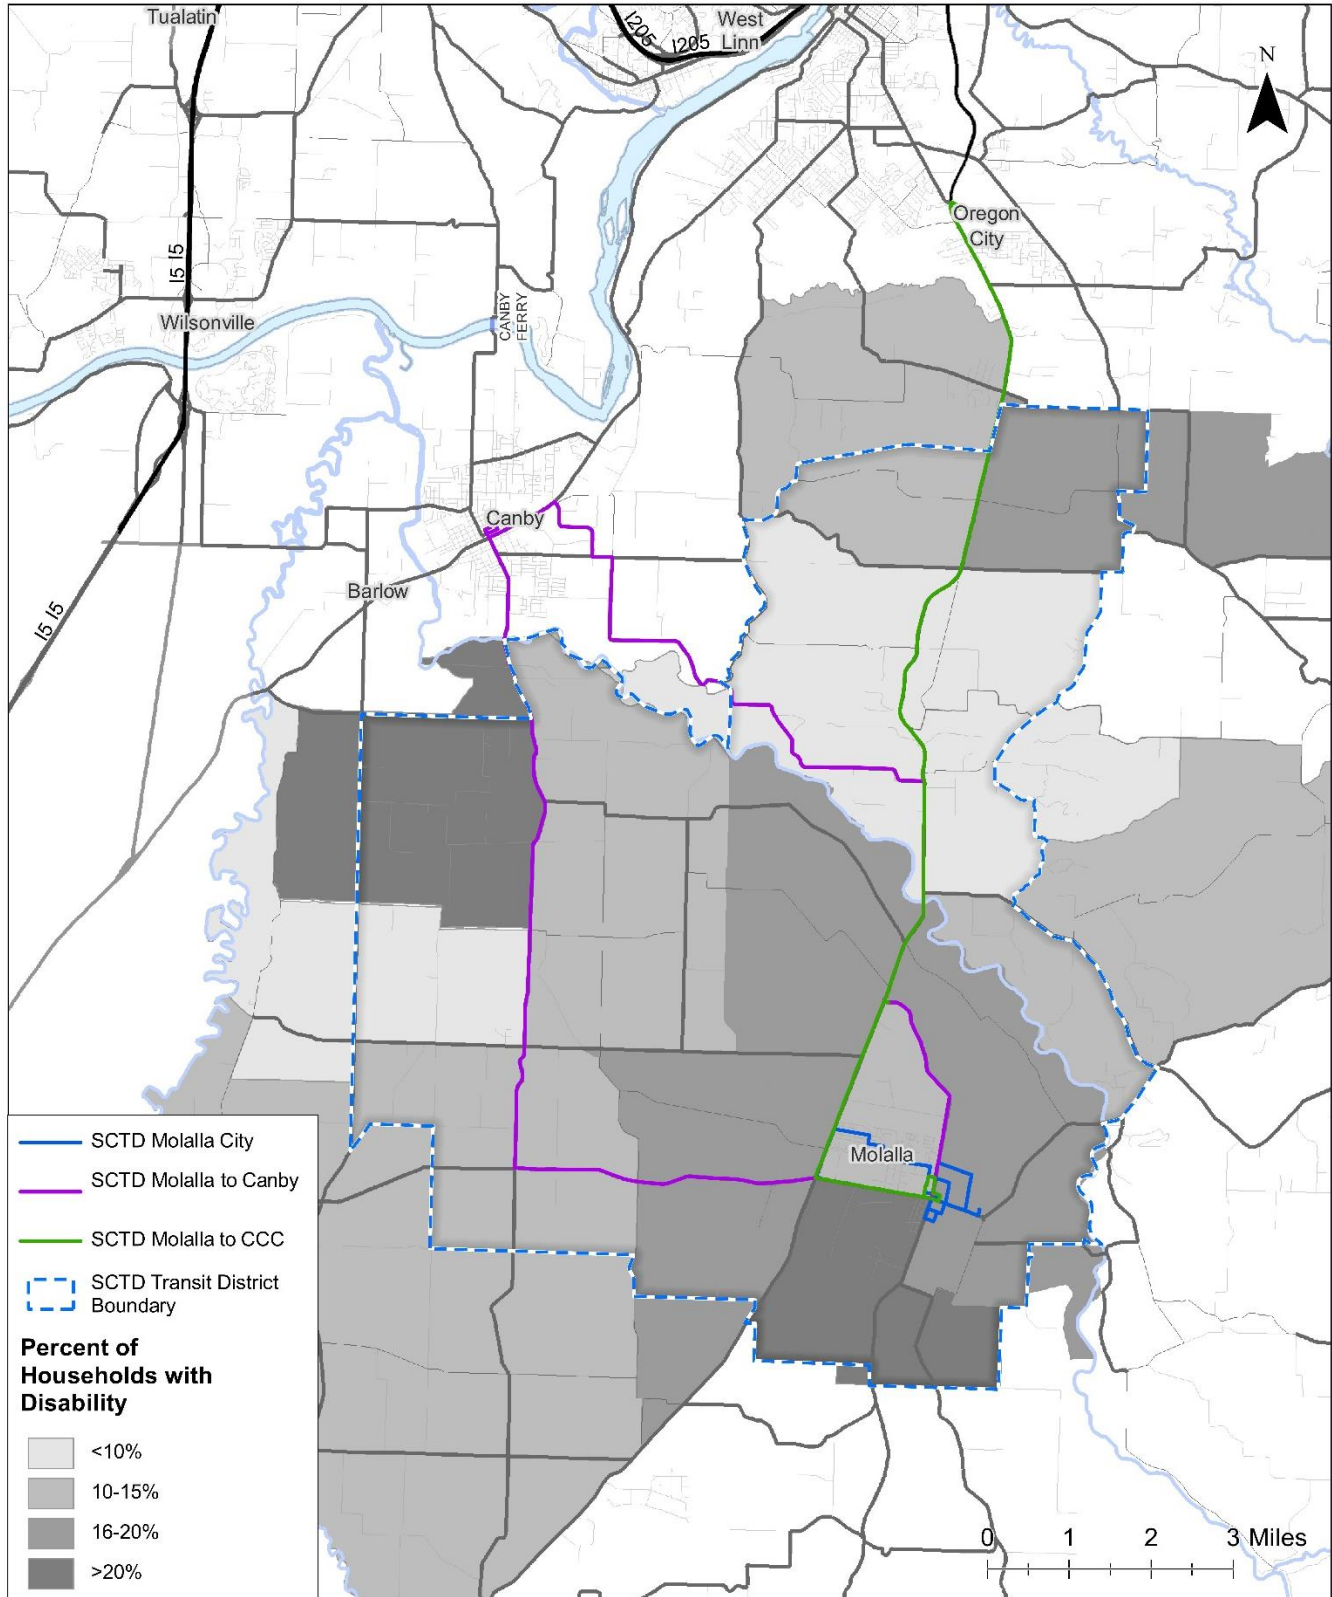 Tualatin
West
Linn
I205
I205
N
Oregon
City
I5 I5
CANBY
FERRY
Wilsonville
Canby
Barlow
I5 I5
Molalla
SCTD Molalla City
SCTD Molalla to Canby
SCTD Molalla to CCC
SCTD Transit District
Boundary
Percent of
Households with
Disability
<10%
10-15%
16-20%
>20%
0 1 2 3 Miles